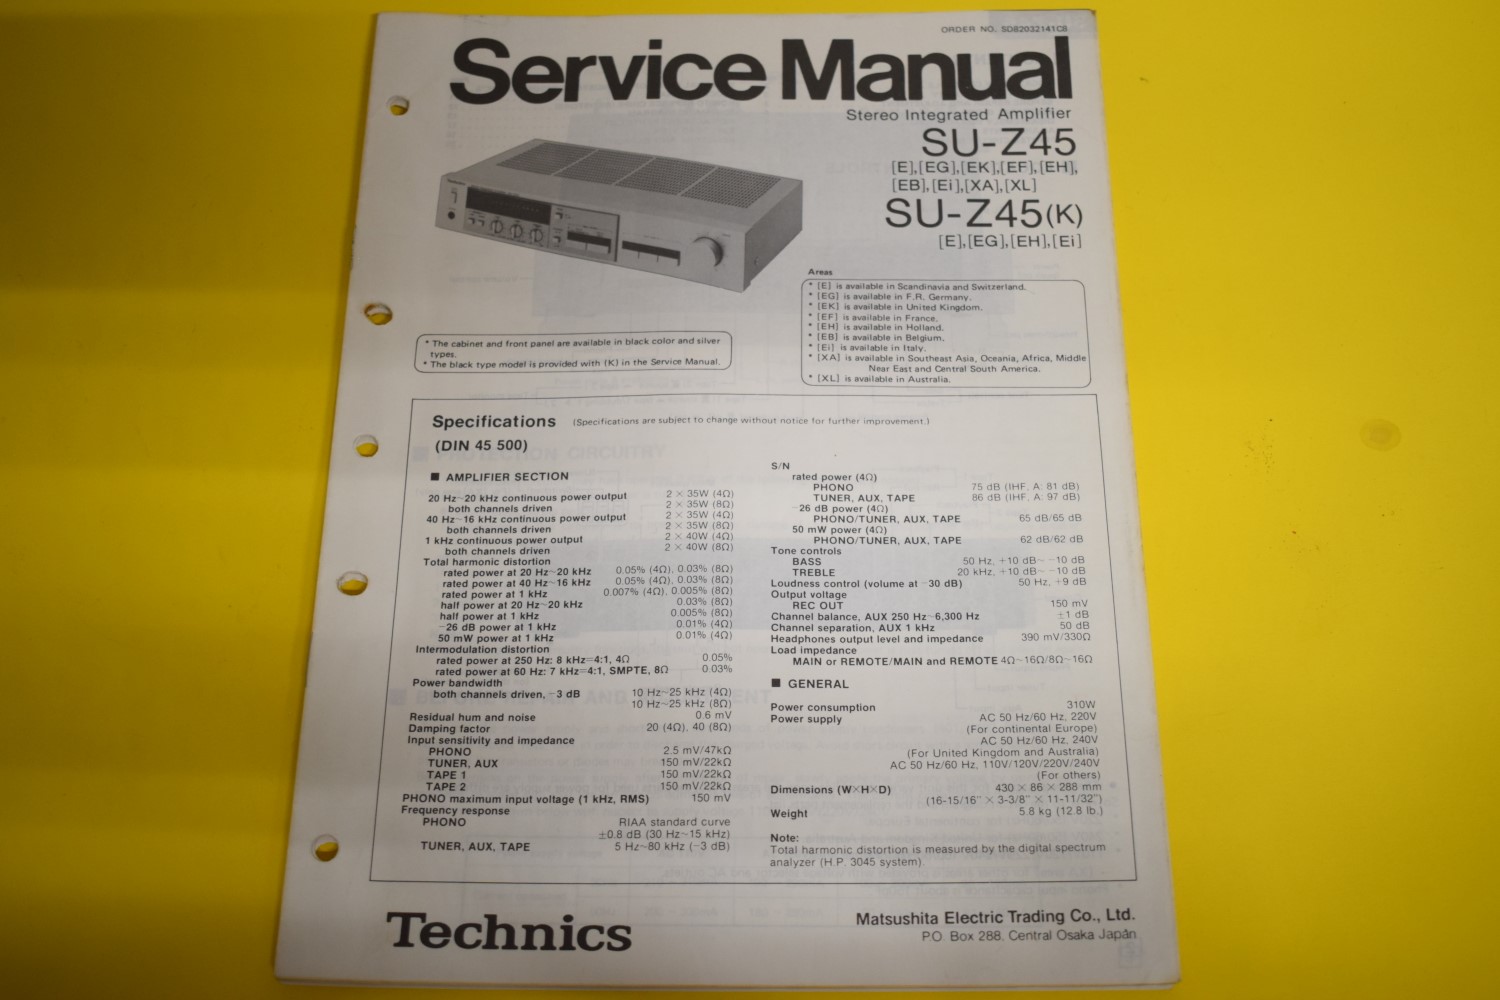 ORDER NO. SD82032141C8
Service Manual
Stereo Integrated Amplifier
SU-Z45
[E],[EG],[EK],[EF],[EH],
[EB],[Ei],[XA],[XL]
SU-Z45(K)
[E],[EG],[EH],[Ei]
Areas
* [E] is available in Scandinavia and Switzerland.
* [EG] is available in F.R. Germany.
* [EK] is available in United Kingdom.
* [EF] is available in France.
* [EH] is available in Holland.
* [EB] is available in Belgium.
* [Ei] is available in Italy.
* [XA] is available in Southeast Asia, Oceania, Africa, Middle
Near East and Central South America.
* [XL] is available in Australia.
* The cabinet and front panel are available in black color and silver
types.
* The black type model is provided with (K) in the Service Manual.
Specifications (Specifications are subject to change without notice for further improvement.)
(DIN 45 500)
■ AMPLIFIER SECTION
20 Hz~20 kHz continuous power output 2 × 35W (4Ω)
both channels driven 2 × 35W (8Ω)
40 Hz~16 kHz continuous power output 2 × 35W (4Ω)
both channels driven 2 × 35W (8Ω)
1 kHz continuous power output 2 × 40W (4Ω)
both channels driven 2 × 40W (8Ω)
Total harmonic distortion
rated power at 20 Hz~20 kHz 0.05% (4Ω), 0.03% (8Ω)
rated power at 40 Hz~16 kHz 0.05% (4Ω), 0.03% (8Ω)
rated power at 1 kHz 0.007% (4Ω), 0.005% (8Ω)
half power at 20 Hz~20 kHz 0.03% (8Ω)
half power at 1 kHz 0.005% (8Ω)
-26 dB power at 1 kHz 0.01% (4Ω)
50 mW power at 1 kHz 0.01% (4Ω)
Intermodulation distortion
rated power at 250 Hz: 8 kHz=4:1, 4Ω 0.05%
rated power at 60 Hz: 7 kHz=4:1, SMPTE, 8Ω 0.03%
Power bandwidth
both channels driven, -3 dB 10 Hz~25 kHz (4Ω)
10 Hz~25 kHz (8Ω)
Residual hum and noise 0.6 mV
Damping factor 20 (4Ω), 40 (8Ω)
Input sensitivity and impedance
PHONO 2.5 mV/47kΩ
TUNER, AUX 150 mV/22kΩ
TAPE 1 150 mV/22kΩ
TAPE 2 150 mV/22kΩ
PHONO maximum input voltage (1 kHz, RMS) 150 mV
Frequency response
PHONO RIAA standard curve
±0.8 dB (30 Hz~15 kHz)
TUNER, AUX, TAPE 5 Hz~80 kHz (-3 dB)
S/N
rated power (4Ω)
PHONO 75 dB (IHF, A: 81 dB)
TUNER, AUX, TAPE 86 dB (IHF, A: 97 dB)
-26 dB power (4Ω)
PHONO/TUNER, AUX, TAPE 65 dB/65 dB
50 mW power (4Ω)
PHONO/TUNER, AUX, TAPE 62 dB/62 dB
Tone controls
BASS 50 Hz, +10 dB~ -10 dB
TREBLE 20 kHz, +10 dB~ -10 dB
Loudness control (volume at -30 dB) 50 Hz, +9 dB
Output voltage
REC OUT 150 mV
Channel balance, AUX 250 Hz~6,300 Hz ±1 dB
Channel separation, AUX 1 kHz 50 dB
Headphones output level and impedance 390 mV/330Ω
Load impedance
MAIN or REMOTE/MAIN and REMOTE 4Ω~16Ω/8Ω~16Ω
■ GENERAL
Power consumption 310W
Power supply AC 50 Hz/60 Hz, 220V
(For continental Europe)
AC 50 Hz/60 Hz, 240V
(For United Kingdom and Australia)
AC 50 Hz/60 Hz, 110V/120V/220V/240V
(For others)
Dimensions (W×H×D) 430 × 86 × 288 mm
(16-15/16" × 3-3/8" × 11-11/32")
Weight 5.8 kg (12.8 lb.)
Note:
Total harmonic distortion is measured by the digital spectrum
analyzer (H.P. 3045 system).
Technics
Matsushita Electric Trading Co., Ltd.
P.O. Box 288, Central Osaka Japan